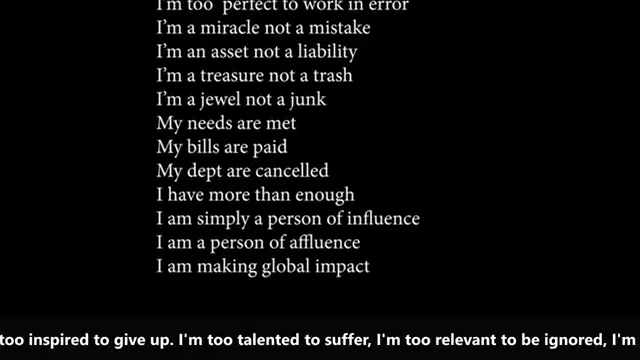 I'm too perfect to work in error
I'm a miracle not a mistake
I'm an asset not a liability
I'm a treasure not a trash
I'm a jewel not a junk
My needs are met
My bills are paid
My dept are cancelled
I have more than enough
I am simply a person of influence
I am a person of affluence
I am making global impact
too inspired to give up. I'm too talented to suffer, I'm too relevant to be ignored, I'm